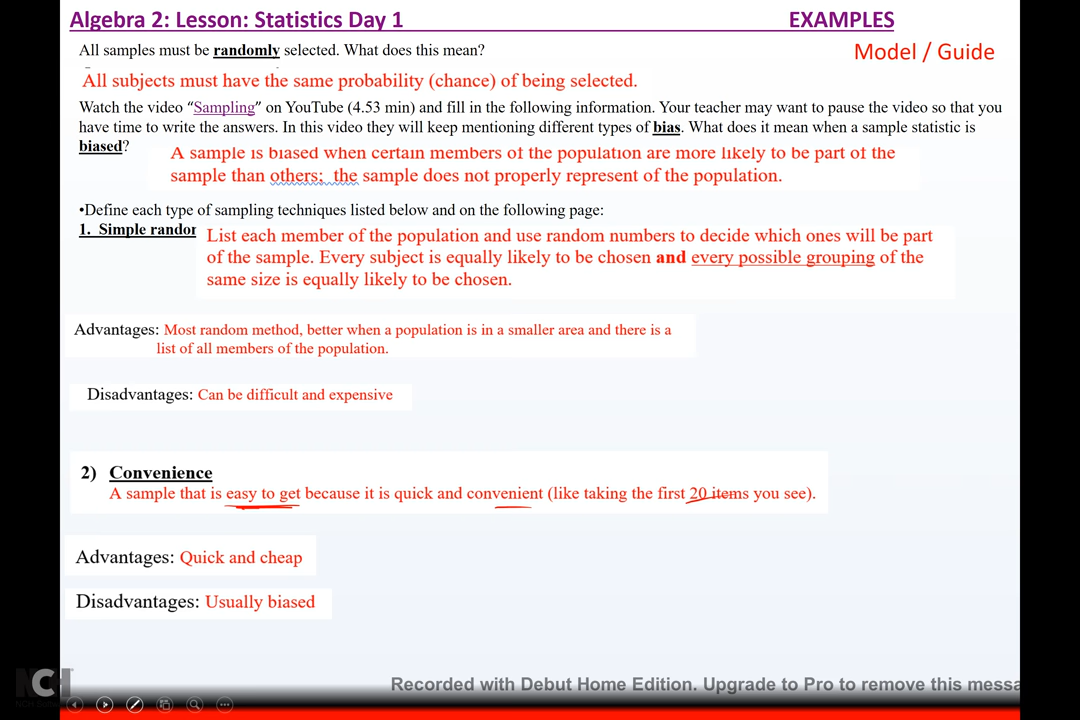 Algebra 2: Lesson: Statistics Day 1 EXAMPLES
All samples must be randomly selected. What does this mean?
Model / Guide
All subjects must have the same probability (chance) of being selected.
Watch the video “Sampling” on YouTube (4.53 min) and fill in the following information. Your teacher may want to pause the video so that you
have time to write the answers. In this video they will keep mentioning different types of bias. What does it mean when a sample statistic is
biased?
A sample is biased when certain members of the population are more likely to be part of the
sample than others; the sample does not properly represent of the population.
•Define each type of sampling techniques listed below and on the following page:
1. Simple randor
List each member of the population and use random numbers to decide which ones will be part
of the sample. Every subject is equally likely to be chosen and every possible grouping of the
same size is equally likely to be chosen.
Advantages: Most random method, better when a population is in a smaller area and there is a
list of all members of the population.
Disadvantages: Can be difficult and expensive
2) Convenience
A sample that is easy to get because it is quick and convenient (like taking the first 20 items you see).
Advantages: Quick and cheap
Disadvantages: Usually biased
Recorded with Debut Home Edition. Upgrade to Pro to remove this messa